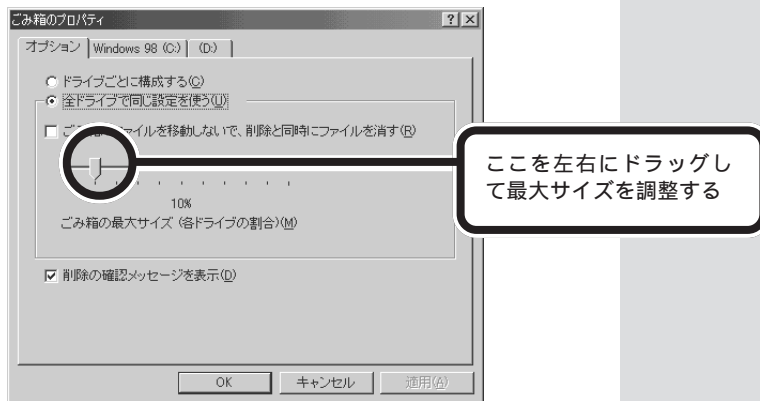 ごみ箱のプロパティ
オプション Windows 98 (C:) (D:)
ドライブごとに構成する(C)
全ドライブで同じ設定を使う(U)
ファイルを移動しないで、削除と同時にファイルを消す(R)
ここを左右にドラッグし
て最大サイズを調整する
10%
ごみ箱の最大サイズ (各ドライブの割合)(M)
削除の確認メッセージを表示(D)
OK キャンセル 適用(A)